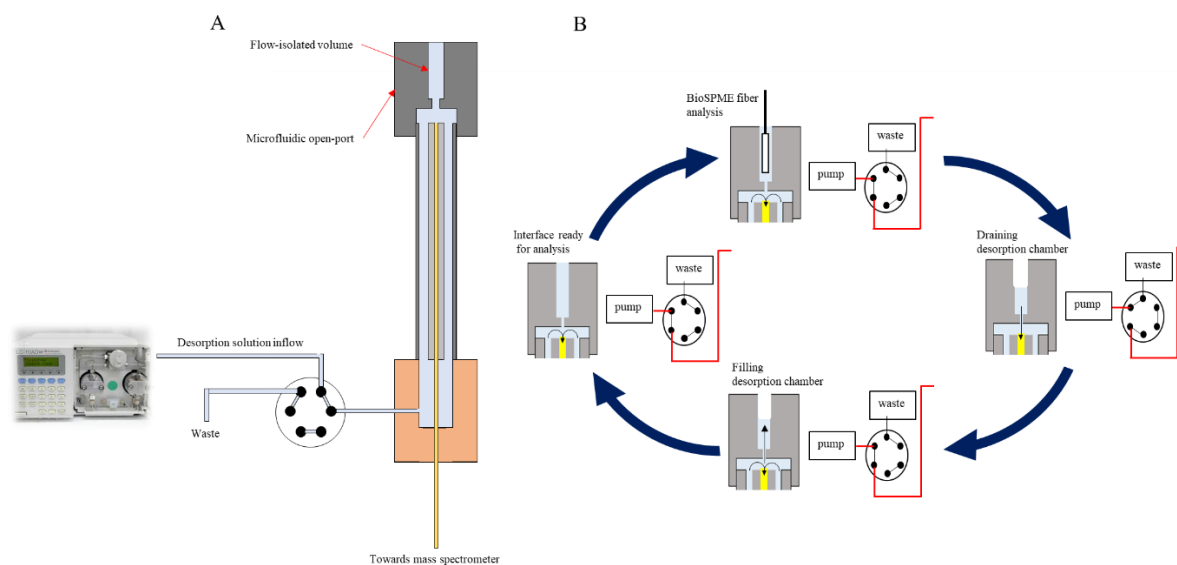 A
B
Flow-isolated volume
Microfluidic open-port
Desorption solution inflow
Waste
Towards mass spectrometer
BioSPME fiber
analysis
waste
pump
Interface ready
for analysis
waste
pump
Draining
desorption chamber
waste
pump
Filling
desorption chamber
waste
pump